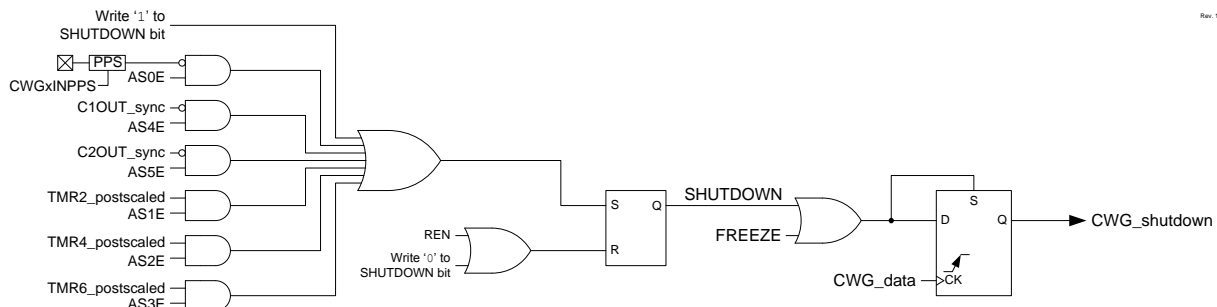 Write ‘1’ to
SHUTDOWN bit
Rev. 1
PPS
CWGxINPPS
AS0E
C1OUT_sync
AS4E
C2OUT_sync
AS5E
TMR2_postscaled
AS1E
TMR4_postscaled
AS2E
TMR6_postscaled
AS3E
S
Q
R
REN
Write ‘0’ to
SHUTDOWN bit
SHUTDOWN
FREEZE
S
D
Q
CK
CWG_data
CWG_shutdown